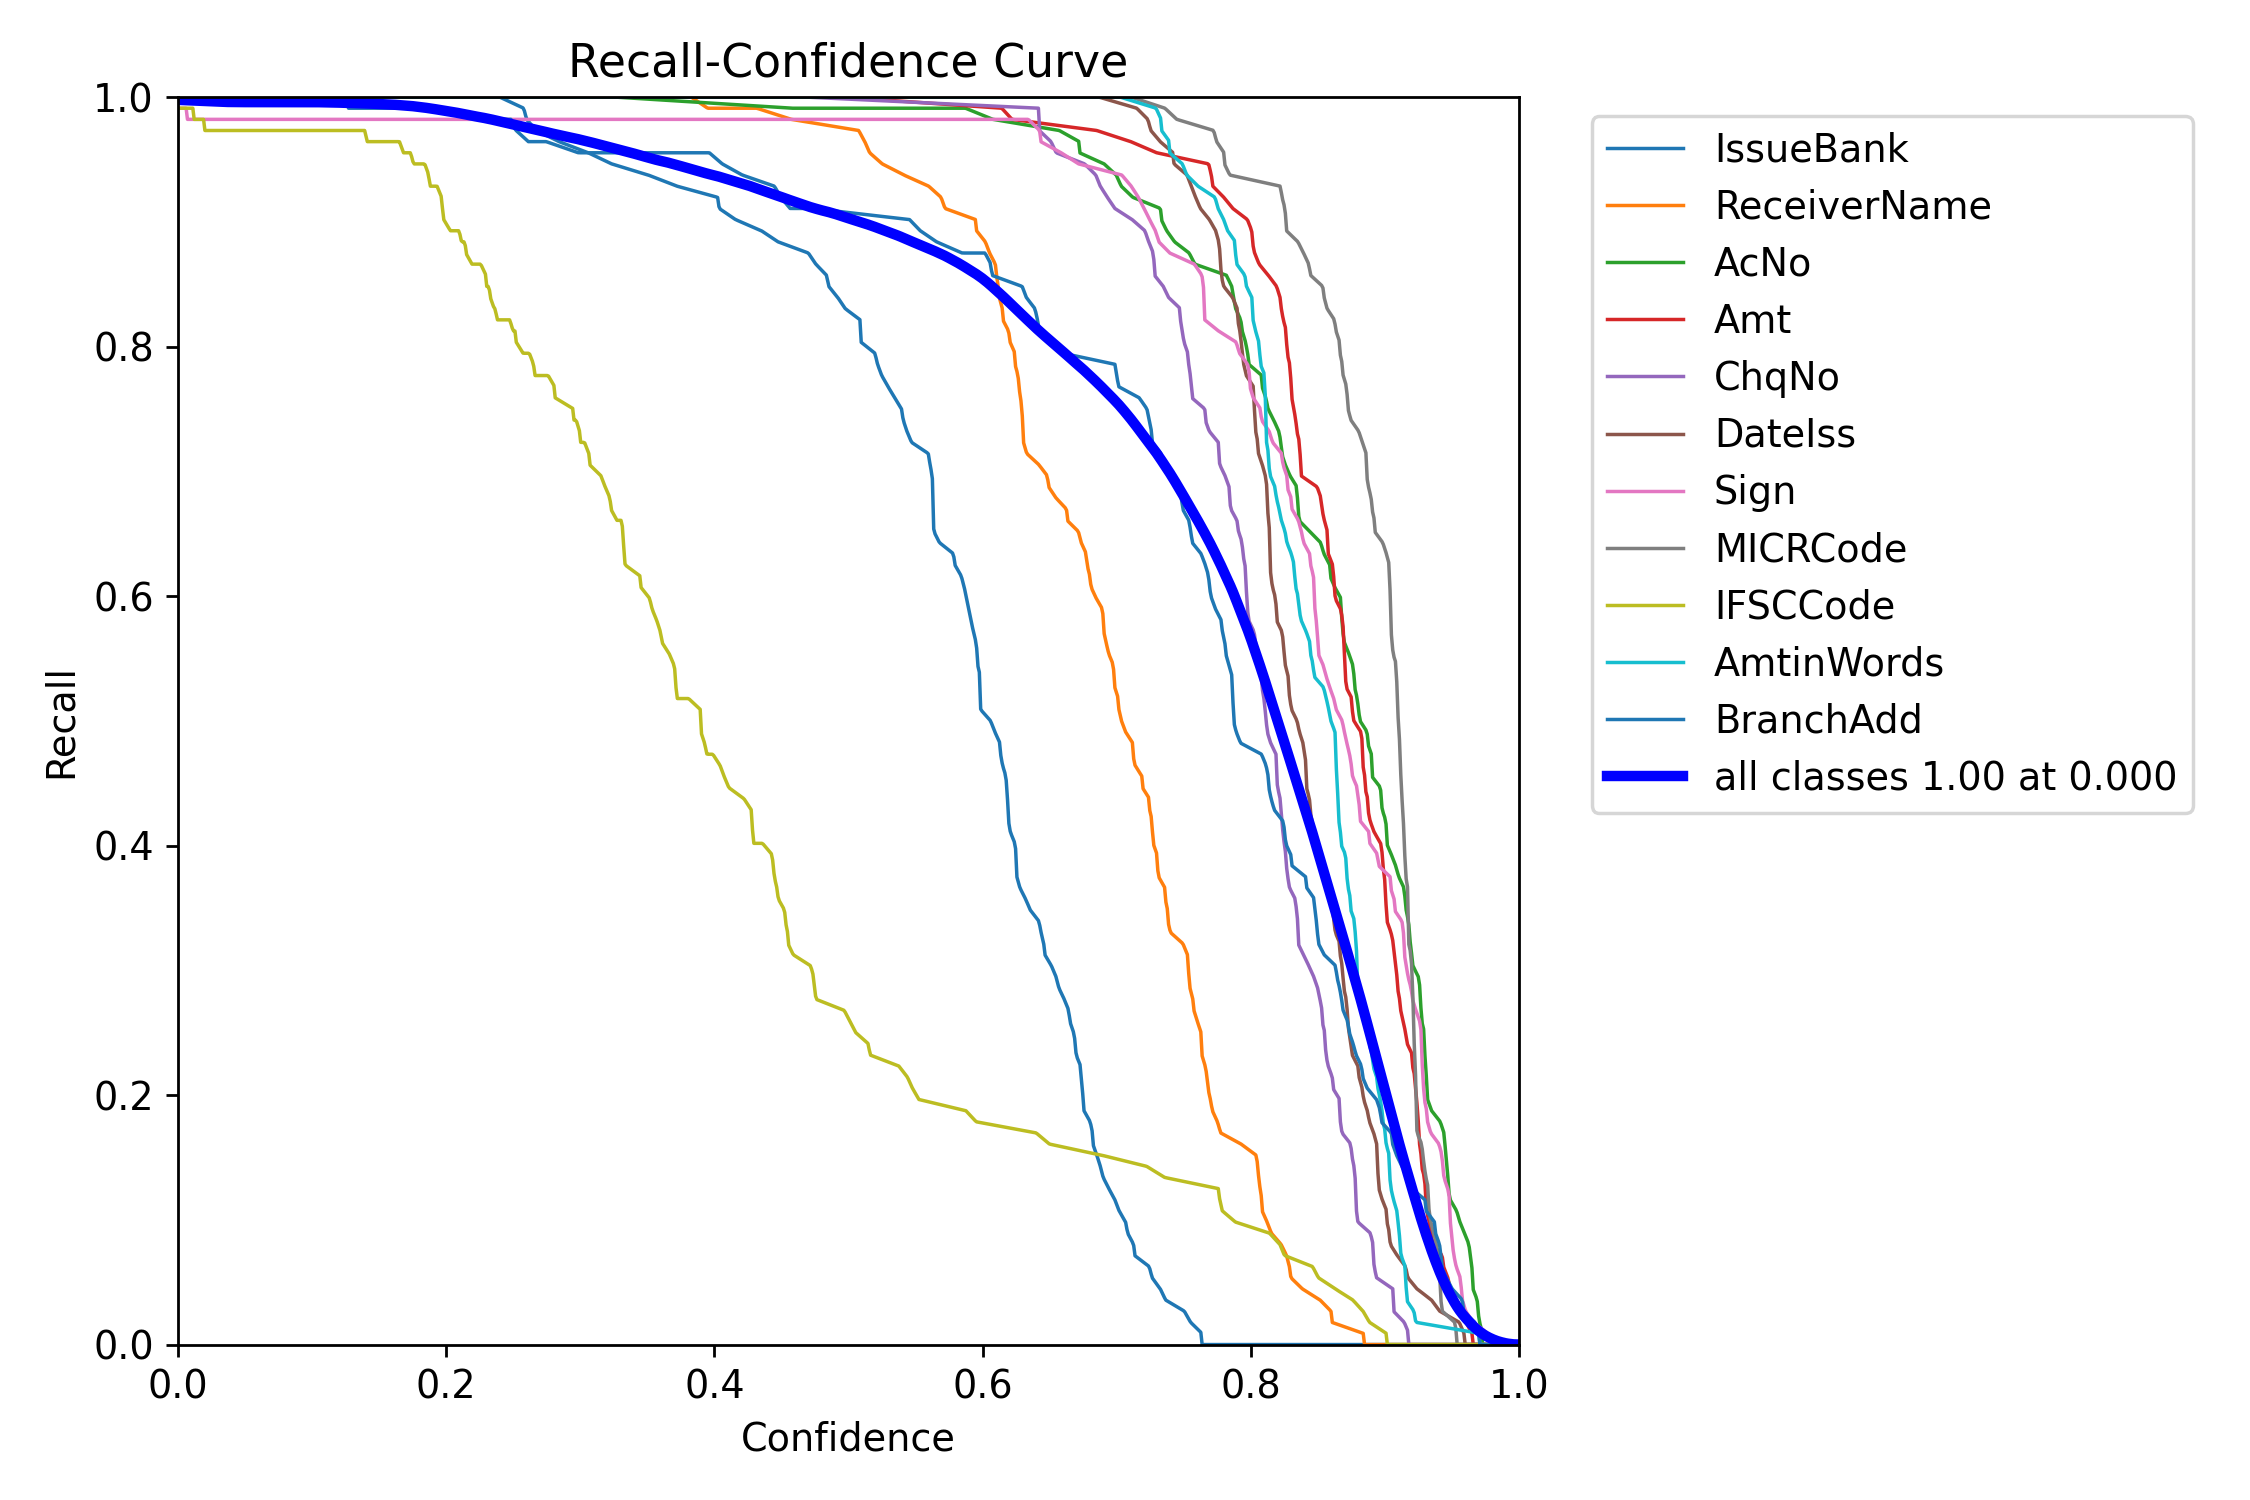 Recall-Confidence Curve
1.0
0.8
0.6
0.4
0.2
0.0
Recall
0.0 0.2 0.4 0.6 0.8 1.0
Confidence
IssueBank
ReceiverName
AcNo
Amt
ChqNo
DateIss
Sign
MICRCode
IFSCCode
AmtinWords
BranchAdd
all classes 1.00 at 0.000